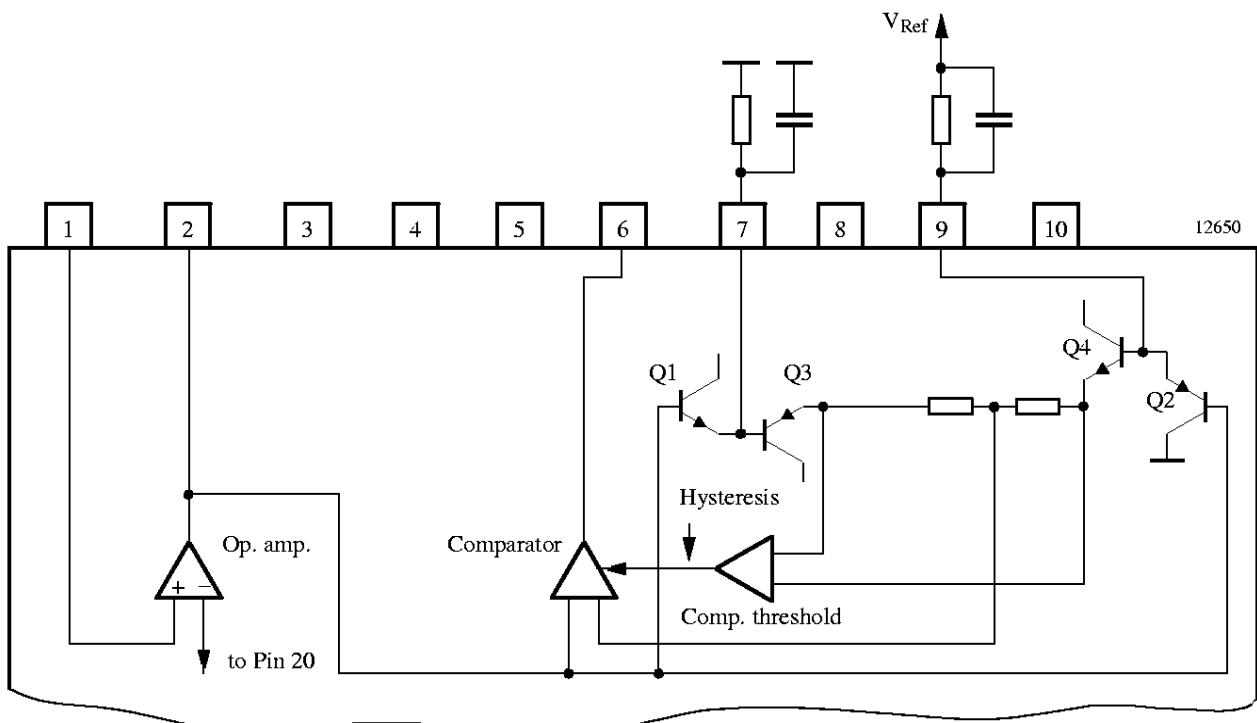 V Ref
1 2 3 4 5 6 7 8 9 10 12650
Q4
Q1 Q3
Q2
Hysteresis
Op. amp. Comparator
+ −
Comp. threshold
to Pin 20